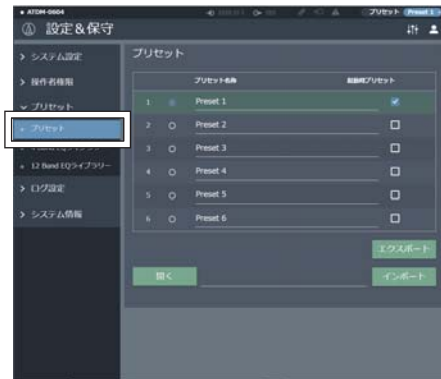 ATDM-0604
プリセット Preset 1
設定&保守
システム設定
操作者権限
プリセット
プリセット
12 Band EQライブラリー
ログ設定
システム情報
プリセット
プリセット名称 起動用プリセット
1 Preset 1
2 Preset 2
3 Preset 3
4 Preset 4
5 Preset 5
6 Preset 6
エクスポート
開く インポート